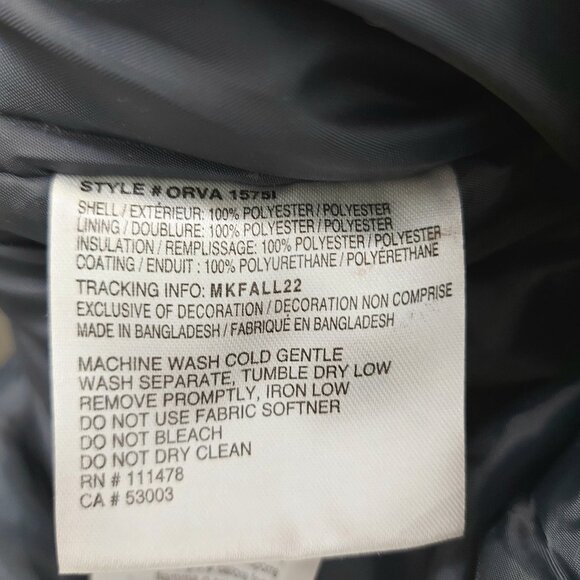 STYLE # ORVA 1575I
SHELL / EXTÉRIEUR: 100% POLYESTER / POLYESTER
LINING / DOUBLURE: 100% POLYESTER / POLYESTER
INSULATION / REMPLISSAGE: 100% POLYESTER / POLYESTER
COATING / ENDUIT : 100% POLYURETHANE / POLYERETHANE
TRACKING INFO: MKFALL22
EXCLUSIVE OF DECORATION / DECORATION NON COMPRISE
MADE IN BANGLADESH / FABRIQUÉ EN BANGLADESH
MACHINE WASH COLD GENTLE
WASH SEPARATE, TUMBLE DRY LOW
REMOVE PROMPTLY, IRON LOW
DO NOT USE FABRIC SOFTNER
DO NOT BLEACH
DO NOT DRY CLEAN
RN # 111478
CA # 53003